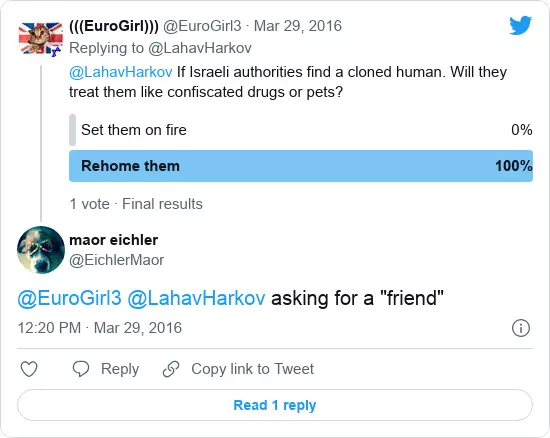 (((EuroGirl))) @EuroGirl3 · Mar 29, 2016
Replying to @LahavHarkov
@LahavHarkov If Israeli authorities find a cloned human. Will they
treat them like confiscated drugs or pets?
Set them on fire 0%
Rehome them 100%
1 vote · Final results
maor eichler
@EichlerMaor
@EuroGirl3 @LahavHarkov asking for a "friend"
12:20 PM · Mar 29, 2016
Reply Copy link to Tweet
Read 1 reply